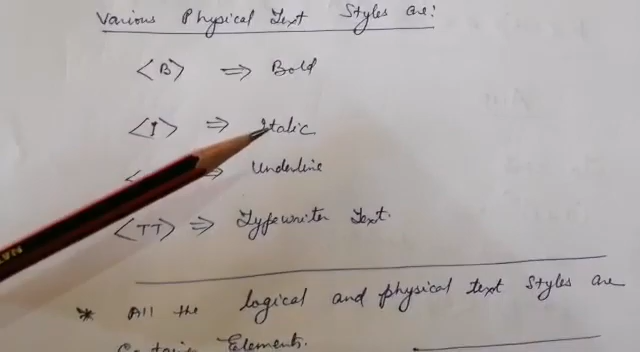 Various Physical Text Styles are:
<B> ⇒ Bold
<I> ⇒ Italic
< ⇒ Underline
<TT> ⇒ Typewriter Text.
* All the logical and physical text styles are
Elements.